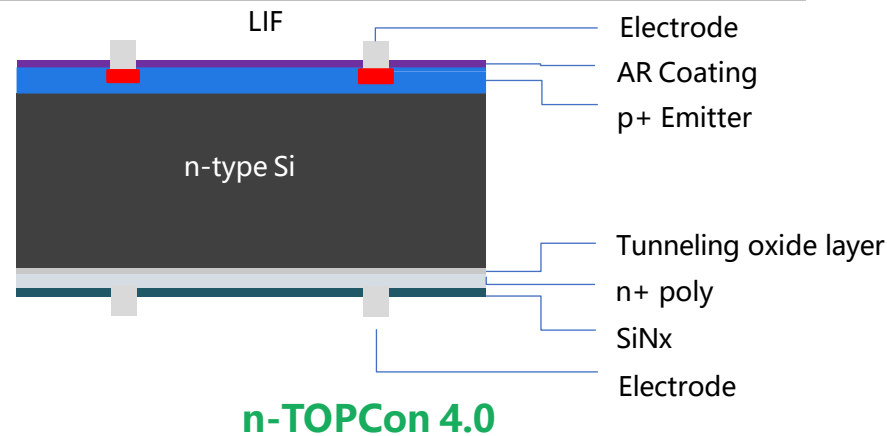 LIF
Electrode
AR Coating
p+ Emitter
n-type Si
Tunneling oxide layer
n+ poly
SiNx
Electrode
n-TOPCon 4.0